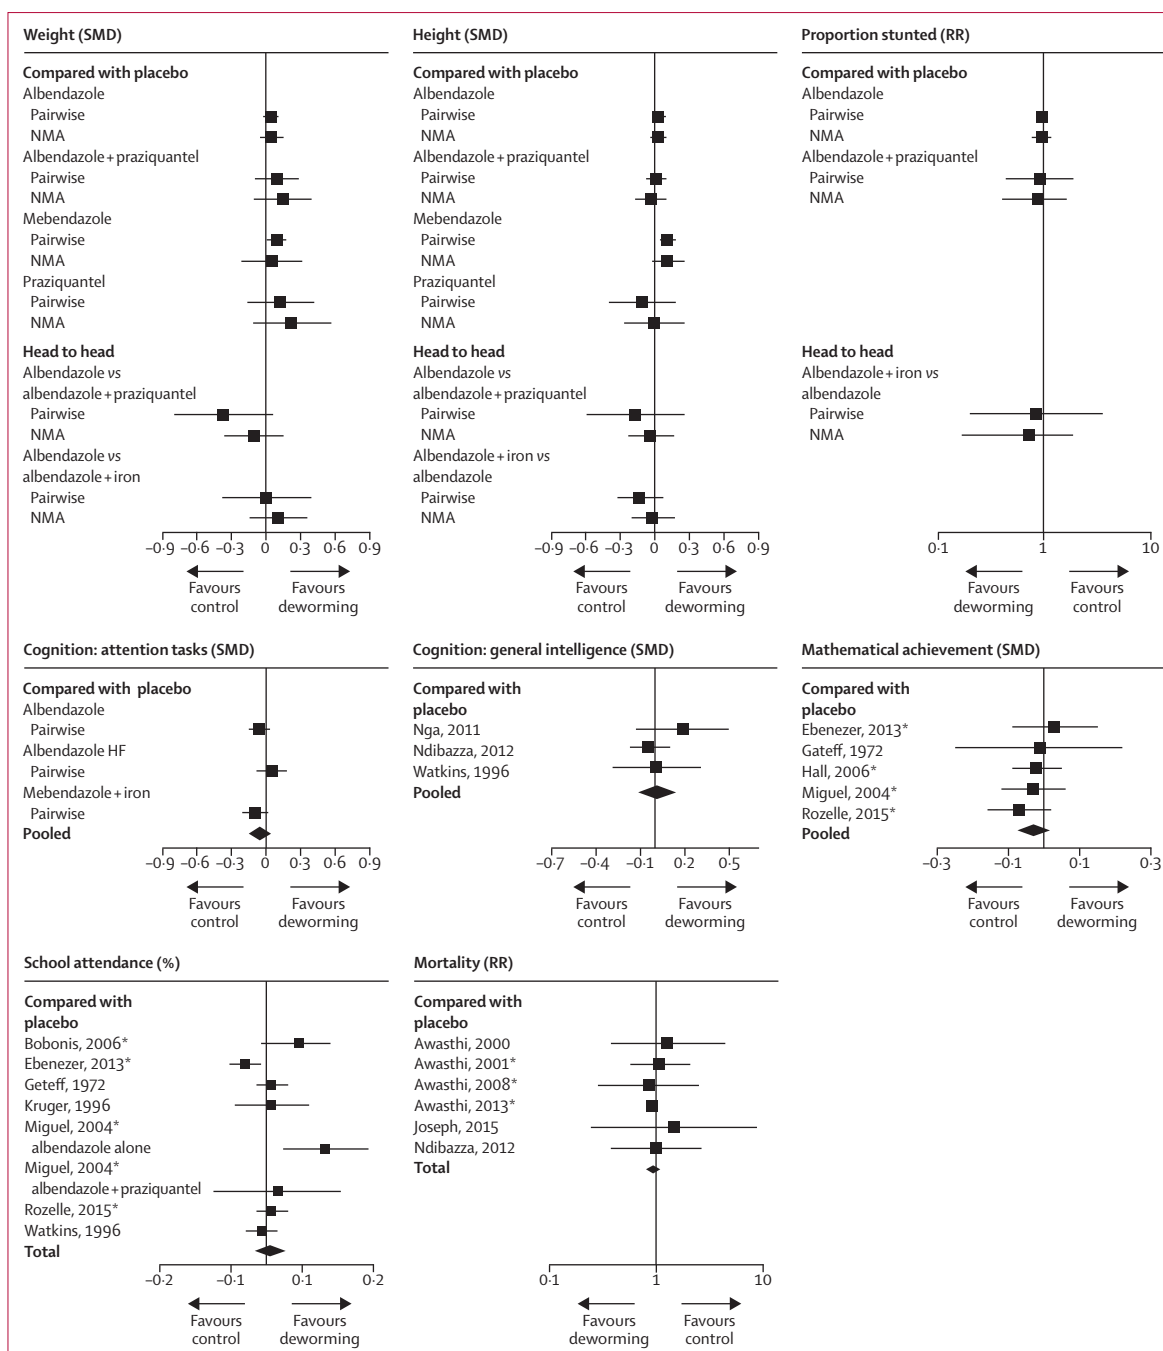 Weight (SMD)
Compared with placebo
Albendazole
Pairwise
NMA
Albendazole + praziquantel
Pairwise
NMA
Mebendazole
Pairwise
NMA
Praziquantel
Pairwise
NMA
Head to head
Albendazole vs
albendazole + praziquantel
Pairwise
NMA
Albendazole vs
albendazole + iron
Pairwise
NMA
–0·9 –0·6 –0·3 0 0·3 0·6 0·9
Favours
control
Favours
deworming
Height (SMD)
Compared with placebo
Albendazole
Pairwise
NMA
Albendazole + praziquantel
Pairwise
NMA
Mebendazole
Pairwise
NMA
Praziquantel
Pairwise
NMA
Head to head
Albendazole vs
albendazole + praziquantel
Pairwise
NMA
Albendazole + iron vs
albendazole
Pairwise
NMA
–0·9 –0·6 –0·3 0 0·3 0·6 0·9
Favours
control
Favours
deworming
Proportion stunted (RR)
Compared with placebo
Albendazole
Pairwise
NMA
Albendazole + praziquantel
Pairwise
NMA
Head to head
Albendazole + iron vs
albendazole
Pairwise
NMA
0·1 1 10
Favours
deworming
Favours
control
Cognition: attention tasks (SMD)
Compared with placebo
Albendazole
Pairwise
Albendazole HF
Pairwise
Mebendazole + iron
Pairwise
Pooled
–0·9 –0·6 –0·3 0 0·3 0·6 0·9
Favours
control
Favours
deworming
Cognition: general intelligence (SMD)
Compared with
placebo
Nga, 2011
Ndibazza, 2012
Watkins, 1996
Pooled
–0·7 –0·4 –0·1 0·2 0·5
Favours
control
Favours
deworming
Mathematical achievement (SMD)
Compared with
placebo
Ebenezer, 2013*
Gateff, 1972
Hall, 2006*
Miguel, 2004*
Rozelle, 2015*
Pooled
–0·3 –0·1 0·1 0·3
Favours
control
Favours
deworming
School attendance (%)
Compared with
placebo
Bobonis, 2006*
Ebenezer, 2013*
Geteff, 1972
Kruger, 1996
Miguel, 2004*
albendazole alone
Miguel, 2004*
albendazole + praziquantel
Rozelle, 2015*
Watkins, 1996
Total
–0·2 –0·1 0·1 0·2
Favours
control
Favours
deworming
Mortality (RR)
Compared with
placebo
Awasthi, 2000
Awasthi, 2001*
Awasthi, 2008*
Awasthi, 2013*
Joseph, 2015
Ndibazza, 2012
Total
0·1 1 10
Favours
deworming
Favours
control